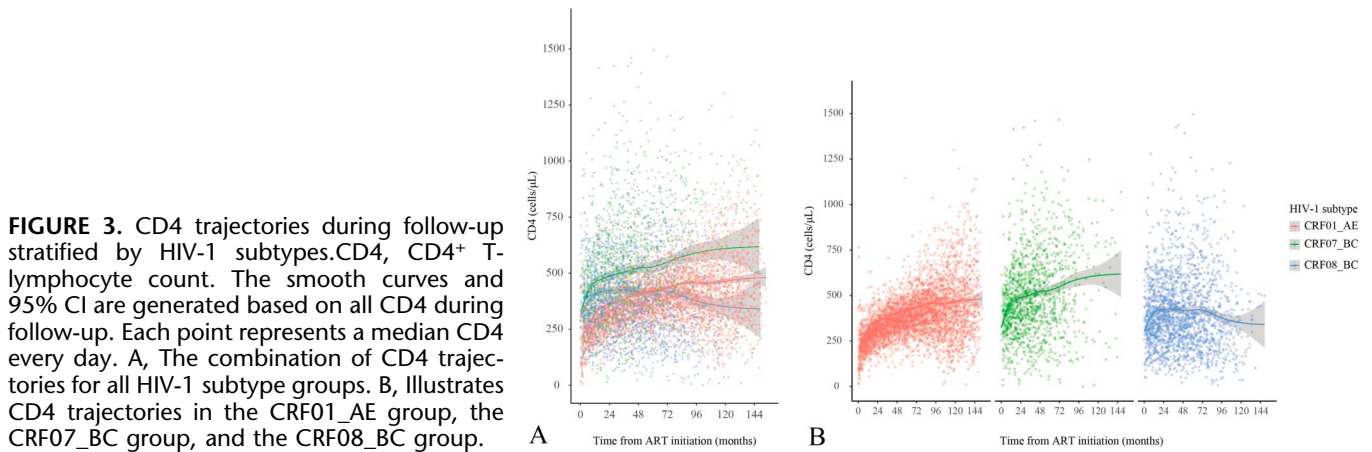 FIGURE 3. CD4 trajectories during follow-up
stratified by HIV-1 subtypes.CD4, CD4+ T-
lymphocyte count. The smooth curves and
95% CI are generated based on all CD4 during
follow-up. Each point represents a median CD4
every day. A, The combination of CD4 trajec-
tories for all HIV-1 subtype groups. B, Illustrates
CD4 trajectories in the CRF01_AE group, the
CRF07_BC group, and the CRF08_BC group.
CD4 (cells/μL)
1500
1250
1000
750
500
250
0
0 24 48 72 96 120 144
Time from ART initiation (months)
A
CD4 (cells/μL)
1500
1250
1000
750
500
250
0
0 24 48 72 96 120 144 0 24 48 72 96 120 144 0 24 48 72 96 120 144
Time from ART initiation (months)
B
HIV-1 subtype
CRF01_AE
CRF07_BC
CRF08_BC